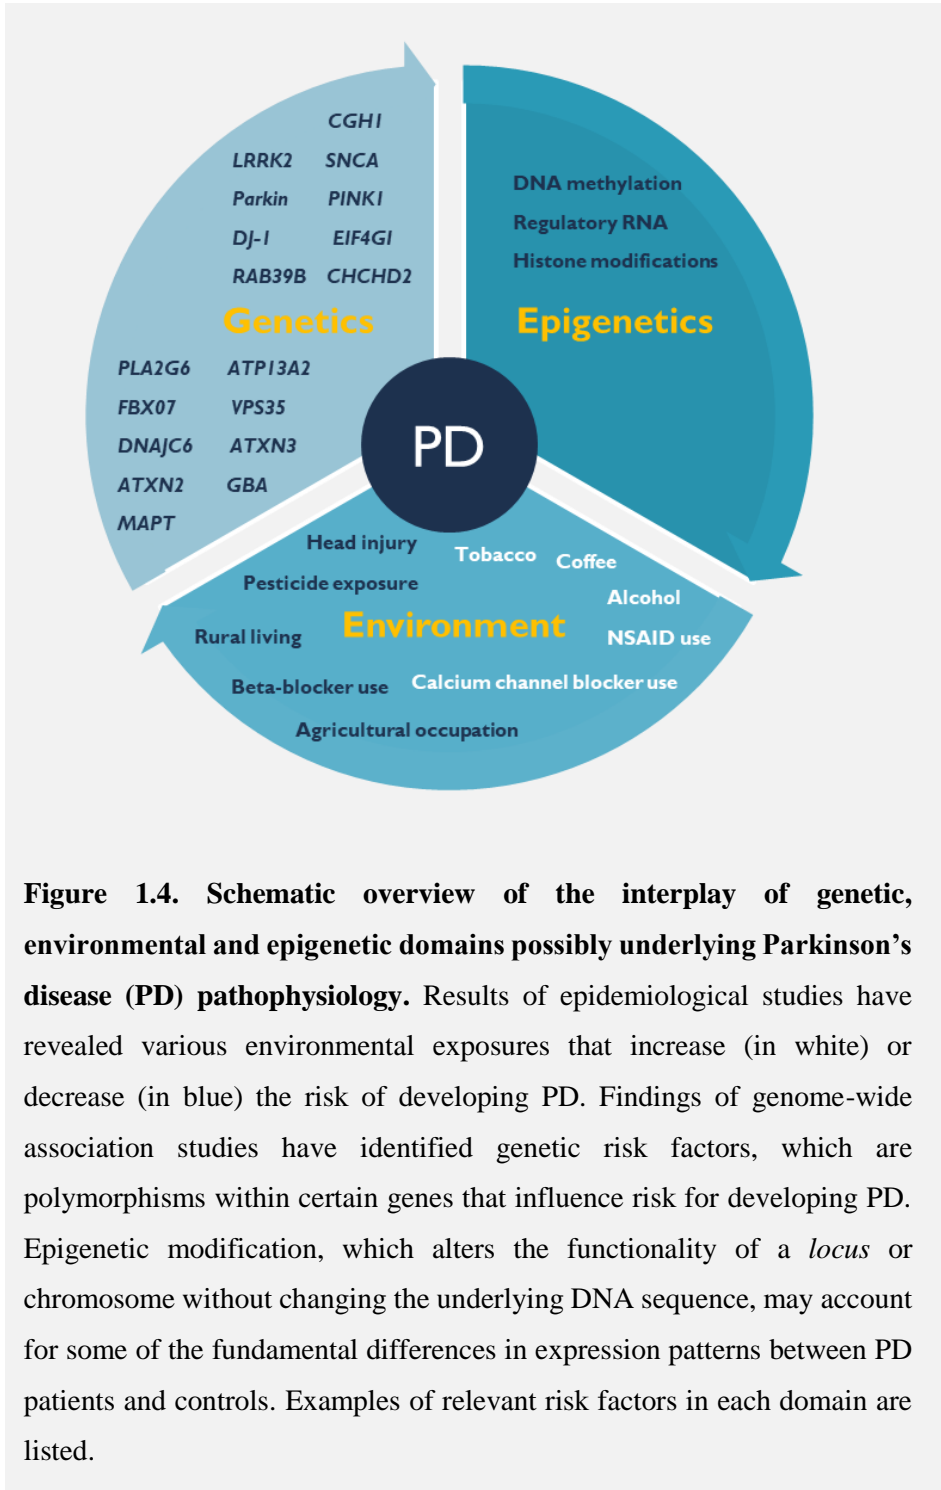 CGH1
LRRK2 SNCA
Parkin PINK1
DJ-1 EIF4G1
RAB39B CHCHD2
Genetics
PLA2G6 ATP13A2
FBX07 VPS35
DNAJC6 ATXN3
ATXN2 GBA
MAPT
DNA methylation
Regulatory RNA
Histone modifications
Epigenetics
PD
Head injury
Tobacco
Coffee
Pesticide exposure
Alcohol
Environment
Rural living
NSAID use
Beta-blocker use
Calcium channel blocker use
Agricultural occupation
Figure 1.4. Schematic overview of the interplay of genetic,
environmental and epigenetic domains possibly underlying Parkinson’s
disease (PD) pathophysiology. Results of epidemiological studies have
revealed various environmental exposures that increase (in white) or
decrease (in blue) the risk of developing PD. Findings of genome-wide
association studies have identified genetic risk factors, which are
polymorphisms within certain genes that influence risk for developing PD.
Epigenetic modification, which alters the functionality of a locus or
chromosome without changing the underlying DNA sequence, may account
for some of the fundamental differences in expression patterns between PD
patients and controls. Examples of relevant risk factors in each domain are
listed.